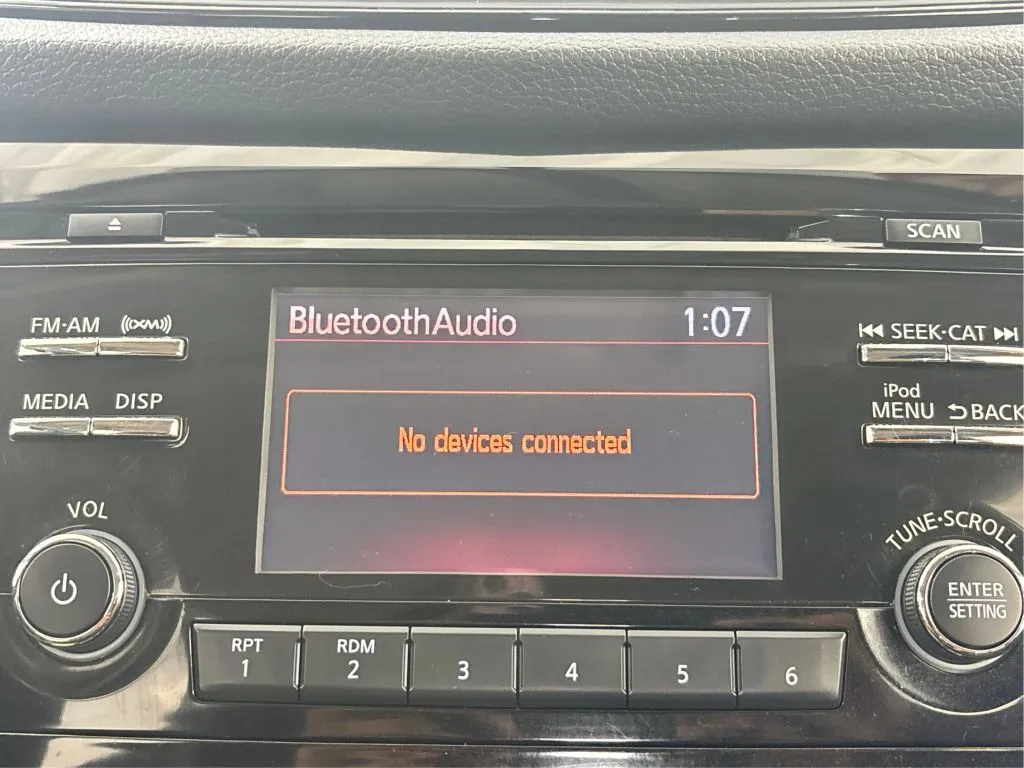 SCAN
FM·AM ((XM))
BluetoothAudio 1:07
SEEK·CAT
MEDIA DISP
iPod
MENU BACK
No devices connected
VOL
TUNE·SCROLL
ENTER
SETTING
RPT RDM
1 2 3 4 5 6